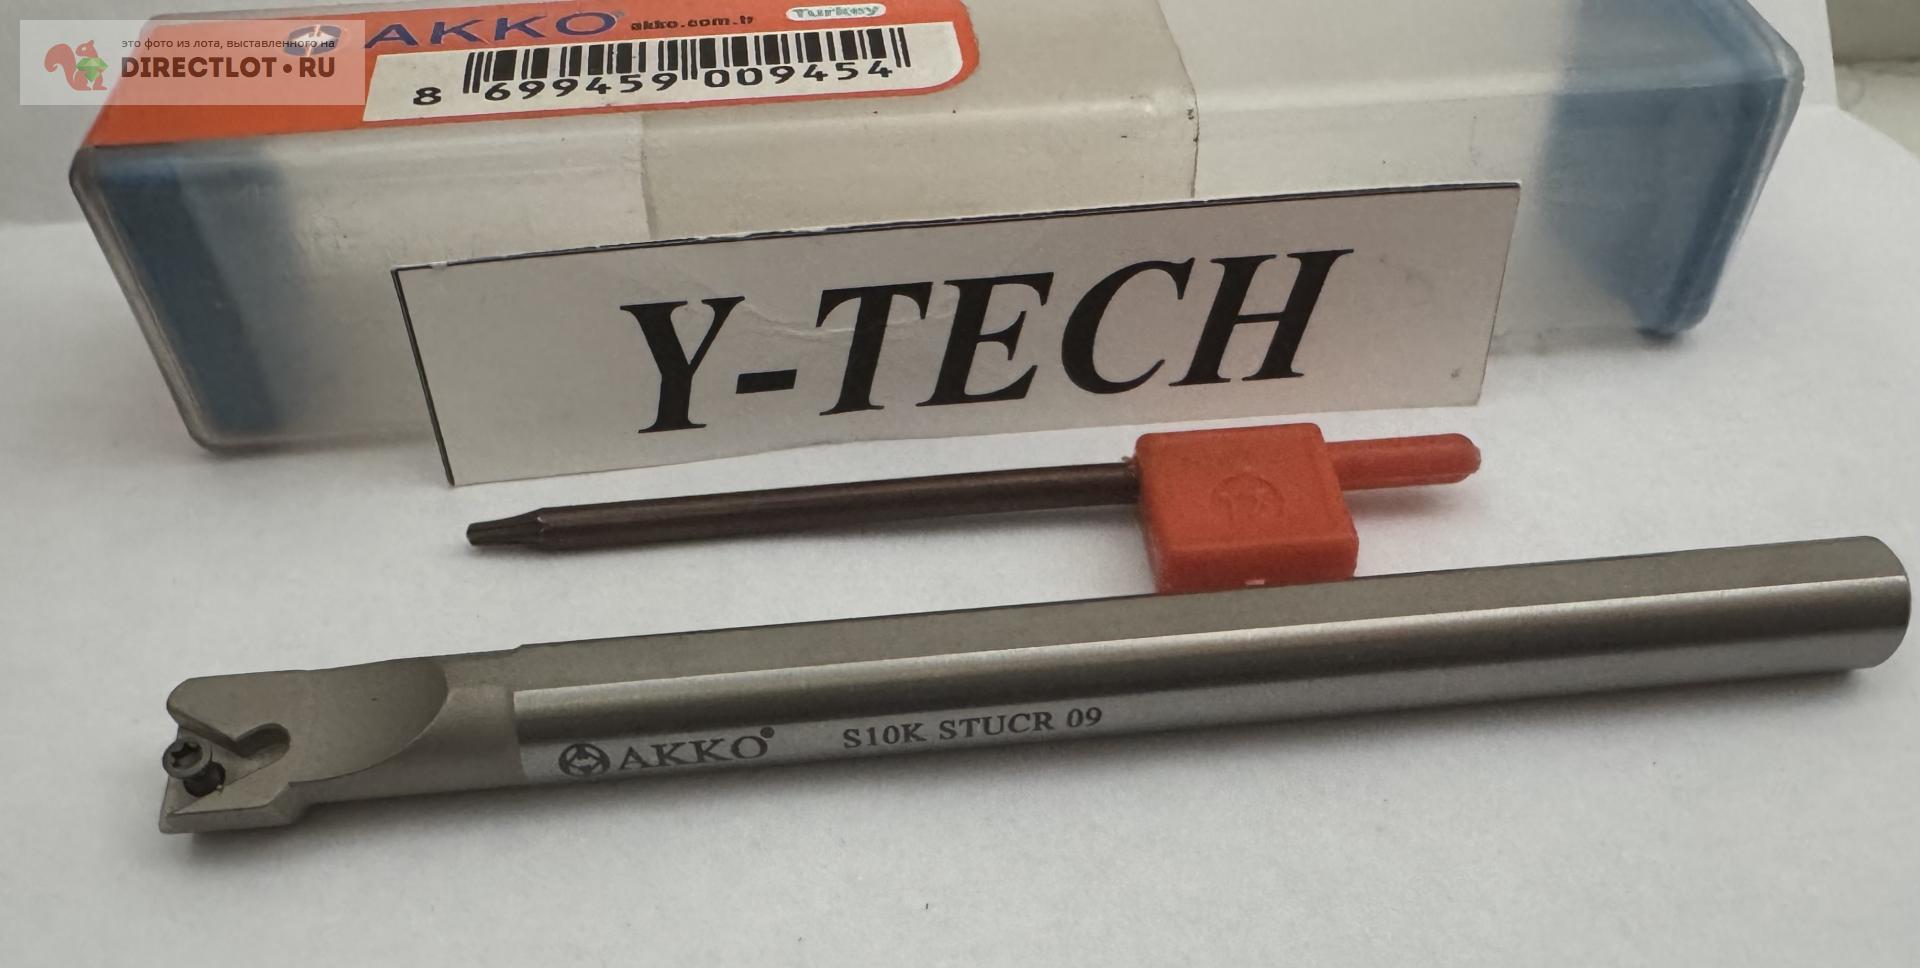 это фото из лота, выставленного на
DIRECTLOT•RU
AKKO® akko.com.tr Turkey
8 699459 009454
Y-TECH
AKKO® S10K STUCR 09